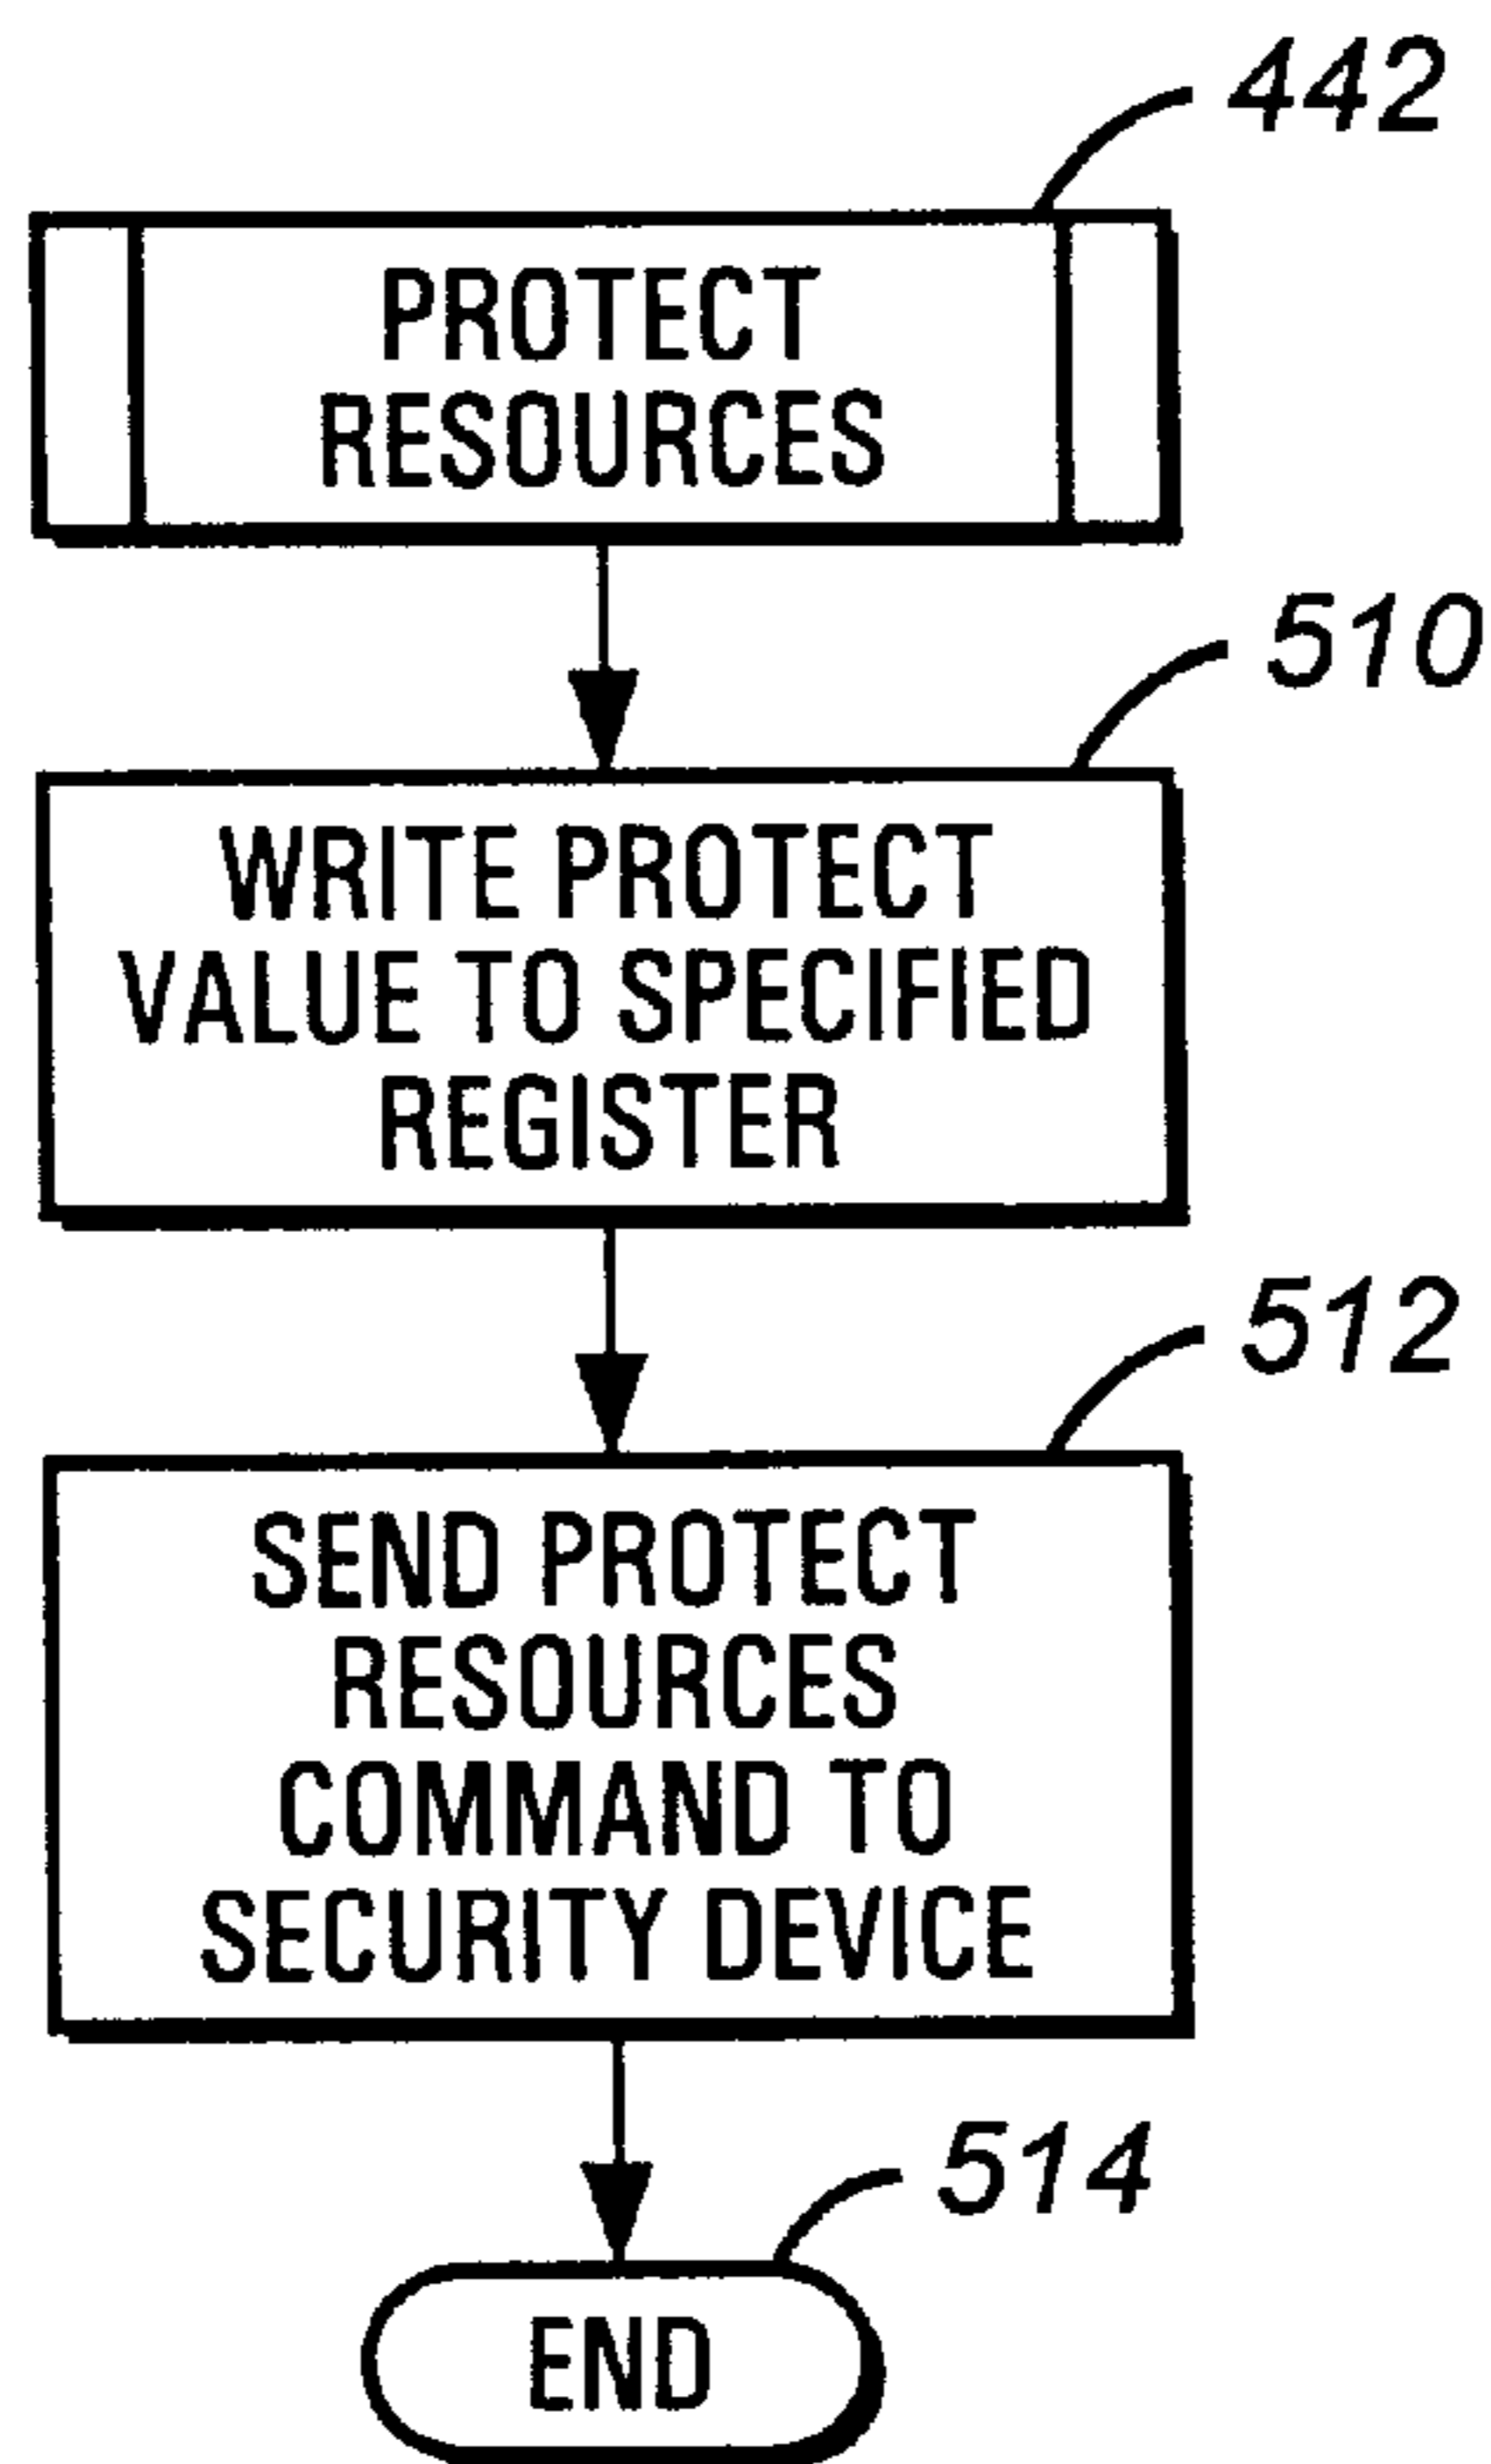 442
PROTECT
RESOURCES
510
WRITE PROTECT
VALUE TO SPECIFIED
REGISTER
512
SEND PROTECT
RESOURCES
COMMAND TO
SECURITY DEVICE
514
END